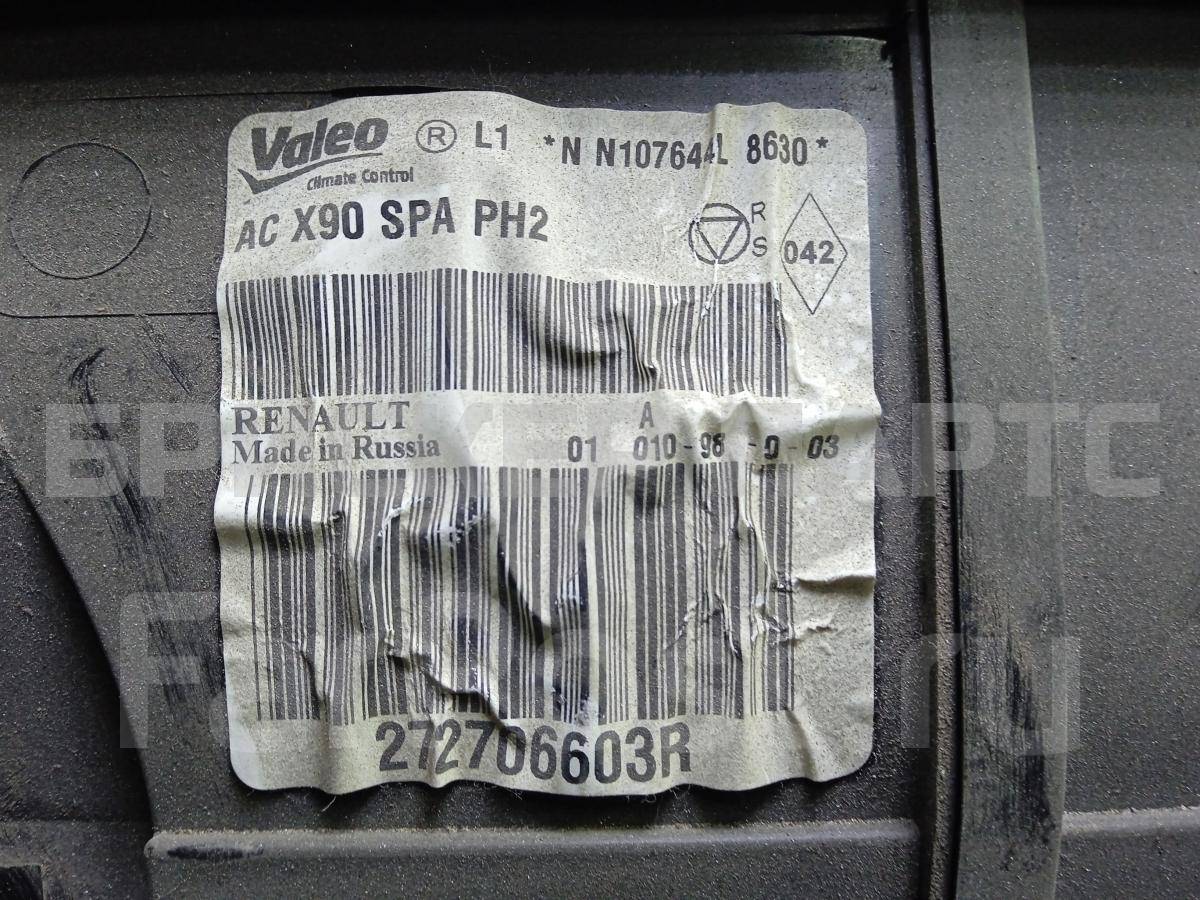 Valeo ® L1 *N N107644L 8630*
Climate Control
AC X90 SPA PH2
R
S
042
RENAULT A
Made in Russia 01 010-98 -0-03
272706603R